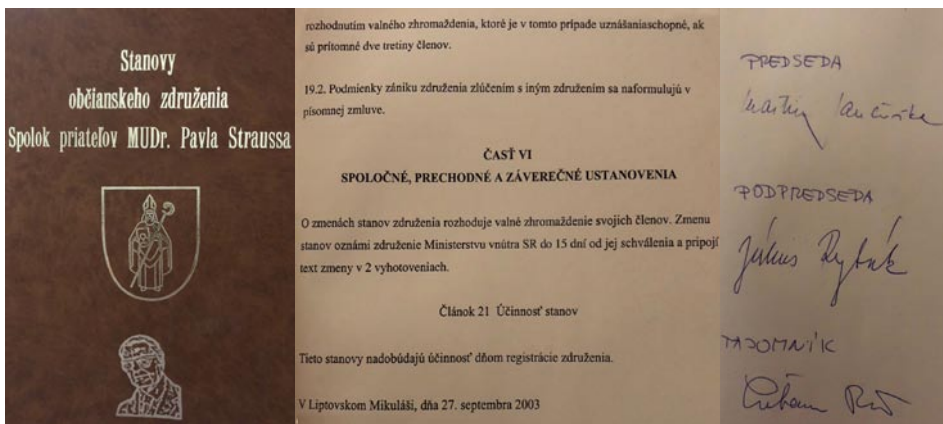 Stanovy
občianskeho združenia
Spolok priateľov MUDr. Pavla Straussa
rozhodnutím valného zhromaždenia, ktoré je v tomto prípade uznášaniaschopné, ak
sú prítomné dve tretiny členov.
19.2. Podmienky zániku združenia zlúčením s iným združením sa naformulujú v
písomnej zmluve.
ČASŤ VI
SPOLOČNÉ, PRECHODNÉ A ZÁVEREČNÉ USTANOVENIA
O zmenách stanov združenia rozhoduje valné zhromaždenie svojich členov. Zmenu
stanov oznámi združenie Ministerstvu vnútra SR do 15 dní od jej schválenia a pripojí
text zmeny v 2 vyhotoveniach.
Článok 21 Účinnosť stanov
Tieto stanovy nadobúdajú účinnosť dňom registrácie združenia.
V Liptovskom Mikuláši, dňa 27. septembra 2003
PREDSEDA
PODPREDSEDA
Július Rybák
TAJOMNÍK